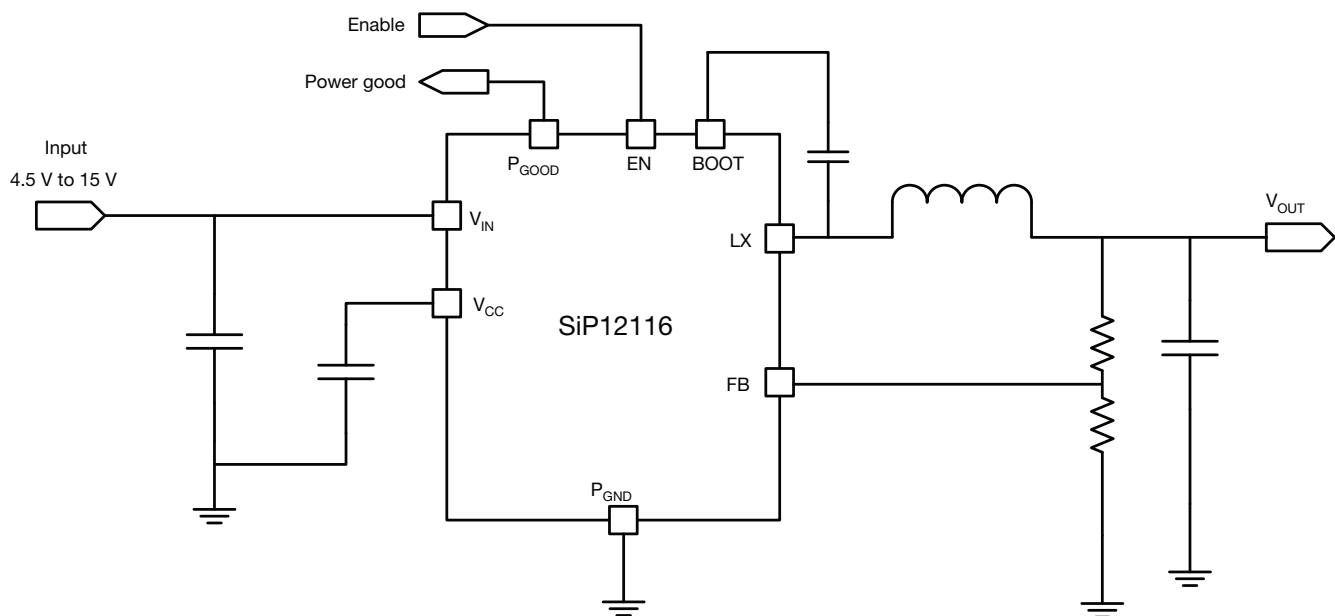 Enable
Power good
Input
4.5 V to 15 V
PGOOD
EN
BOOT
VIN
VCC
SiP12116
LX
FB
PGND
VOUT